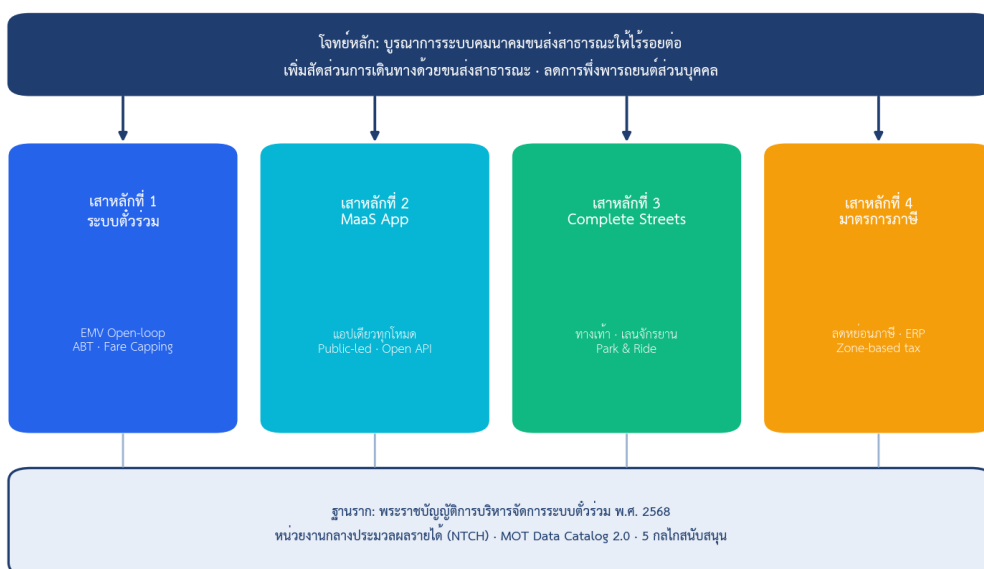 โจทย์หลัก: บูรณาการระบบคมนาคมขนส่งสาธารณะให้ไร้รอยต่อ
เพิ่มสัดส่วนการเดินทางด้วยขนส่งสาธารณะ · ลดการพึ่งพารถยนต์ส่วนบุคคล
เสาหลักที่ 1
ระบบตั๋วร่วม
EMV Open-loop
ABT · Fare Capping
เสาหลักที่ 2
MaaS App
แอปเดียวทุกโหมด
Public-led · Open API
เสาหลักที่ 3
Complete Streets
ทางเท้า · เลนจักรยาน
Park & Ride
เสาหลักที่ 4
มาตรการภาษี
ลดหย่อนภาษี · ERP
Zone-based tax
ฐานราก: พระราชบัญญัติการบริหารจัดการระบบตั๋วร่วม พ.ศ. 2568
หน่วยงานกลางประมวลผลรายได้ (NTCH) · MOT Data Catalog 2.0 · 5 กลไกสนับสนุน